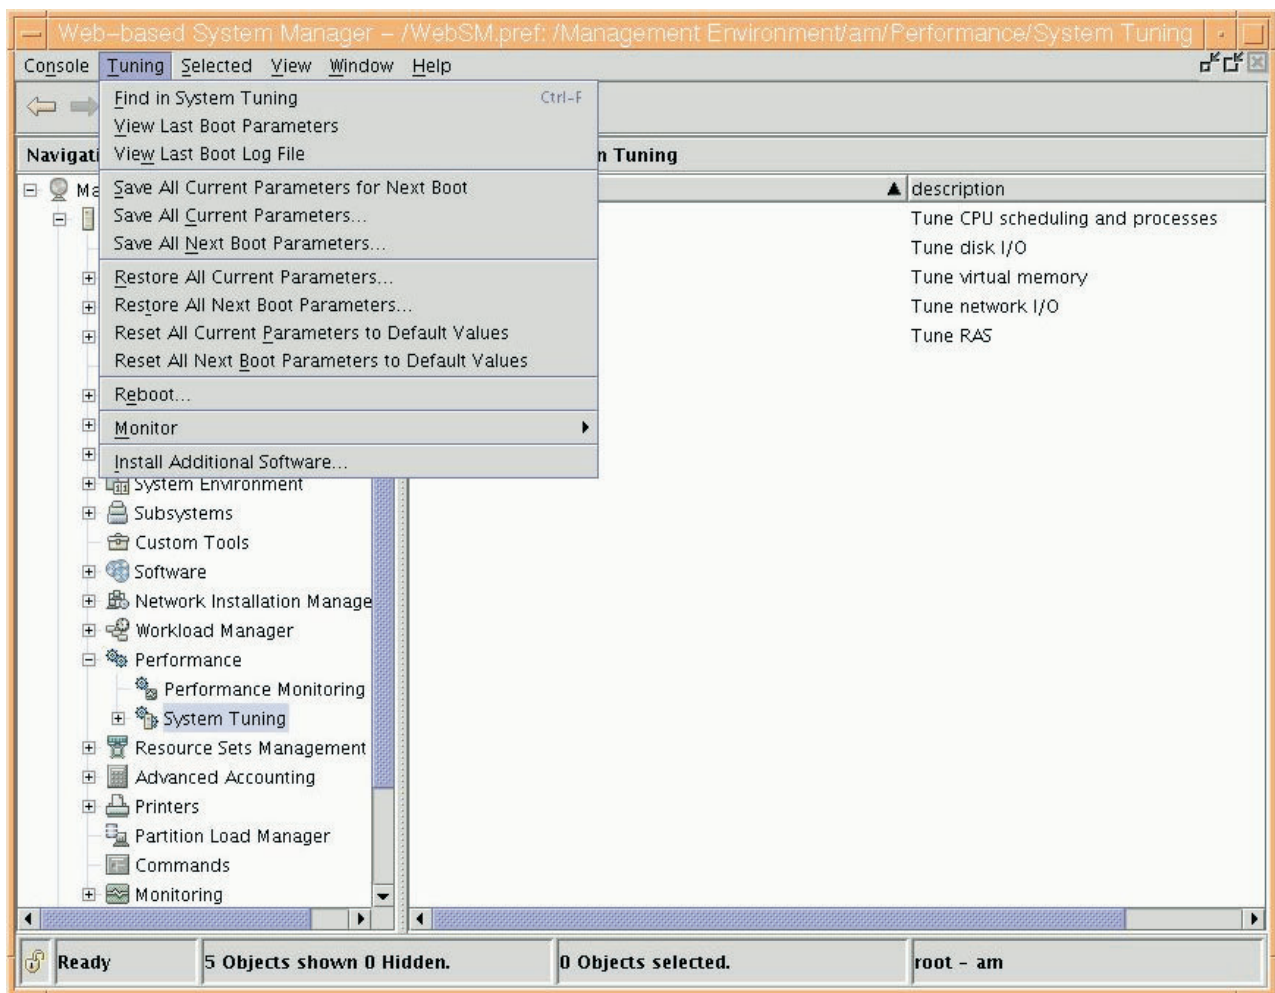 Web-based System Manager - /WebSM.pref: /Management Environment/am/Performance/System Tuning
Console Tuning Selected View Window Help
Find in System Tuning Ctrl-F
View Last Boot Parameters
View Last Boot Log File
Navigati n Tuning
Save All Current Parameters for Next Boot
Save All Current Parameters...
Save All Next Boot Parameters...
Restore All Current Parameters...
Restore All Next Boot Parameters...
Reset All Current Parameters to Default Values
Reset All Next Boot Parameters to Default Values
Reboot...
Monitor
Install Additional Software...
description
Tune CPU scheduling and processes
Tune disk I/O
Tune virtual memory
Tune network I/O
Tune RAS
Ma
System Environment
Subsystems
Custom Tools
Software
Network Installation Manage
Workload Manager
Performance
Performance Monitoring
System Tuning
Resource Sets Management
Advanced Accounting
Printers
Partition Load Manager
Commands
Monitoring
Ready 5 Objects shown 0 Hidden. 0 Objects selected. root - am